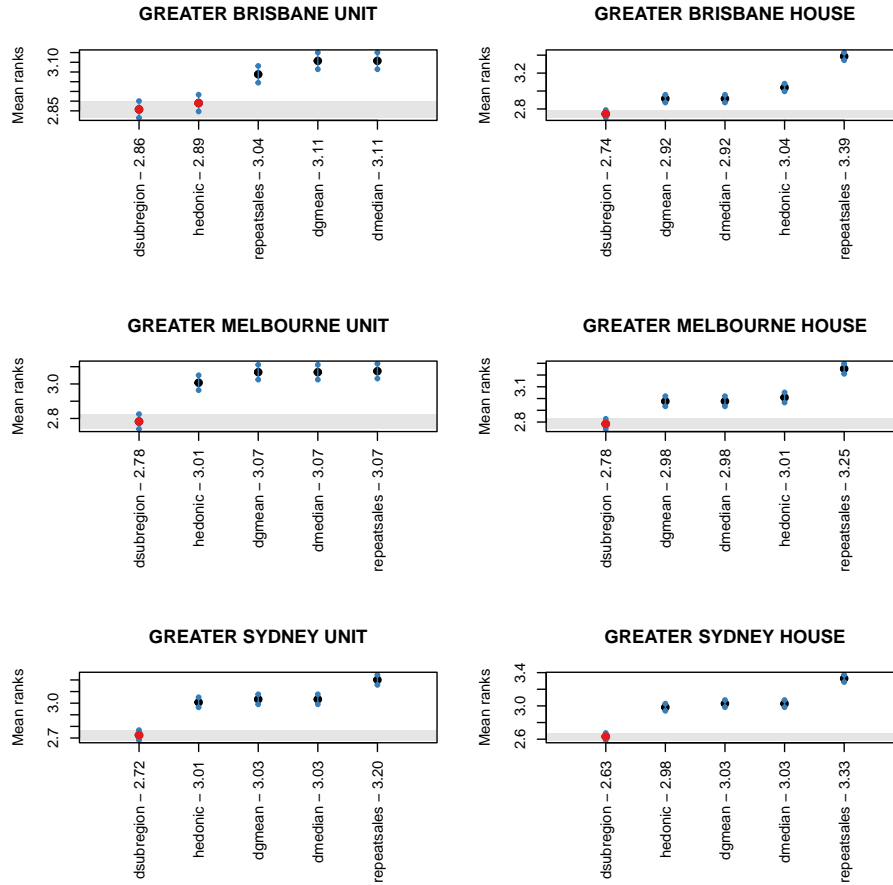 GREATER BRISBANE UNIT
Mean ranks
2.85
3.10
dsubregion − 2.86
hedonic − 2.89
repeatsales − 3.04
dgmean − 3.11
dmedian − 3.11
GREATER BRISBANE HOUSE
Mean ranks
2.8
3.2
dsubregion − 2.74
dgmean − 2.92
dmedian − 2.92
hedonic − 3.04
repeatsales − 3.39
GREATER MELBOURNE UNIT
Mean ranks
2.8
3.0
dsubregion − 2.78
hedonic − 3.01
dgmean − 3.07
dmedian − 3.07
repeatsales − 3.07
GREATER MELBOURNE HOUSE
Mean ranks
2.8
3.1
dsubregion − 2.78
dgmean − 2.98
dmedian − 2.98
hedonic − 3.01
repeatsales − 3.25
GREATER SYDNEY UNIT
Mean ranks
2.7
3.0
dsubregion − 2.72
hedonic − 3.01
dgmean − 3.03
dmedian − 3.03
repeatsales − 3.20
GREATER SYDNEY HOUSE
Mean ranks
2.6
3.0
3.4
dsubregion − 2.63
hedonic − 2.98
dgmean − 3.03
dmedian − 3.03
repeatsales − 3.33